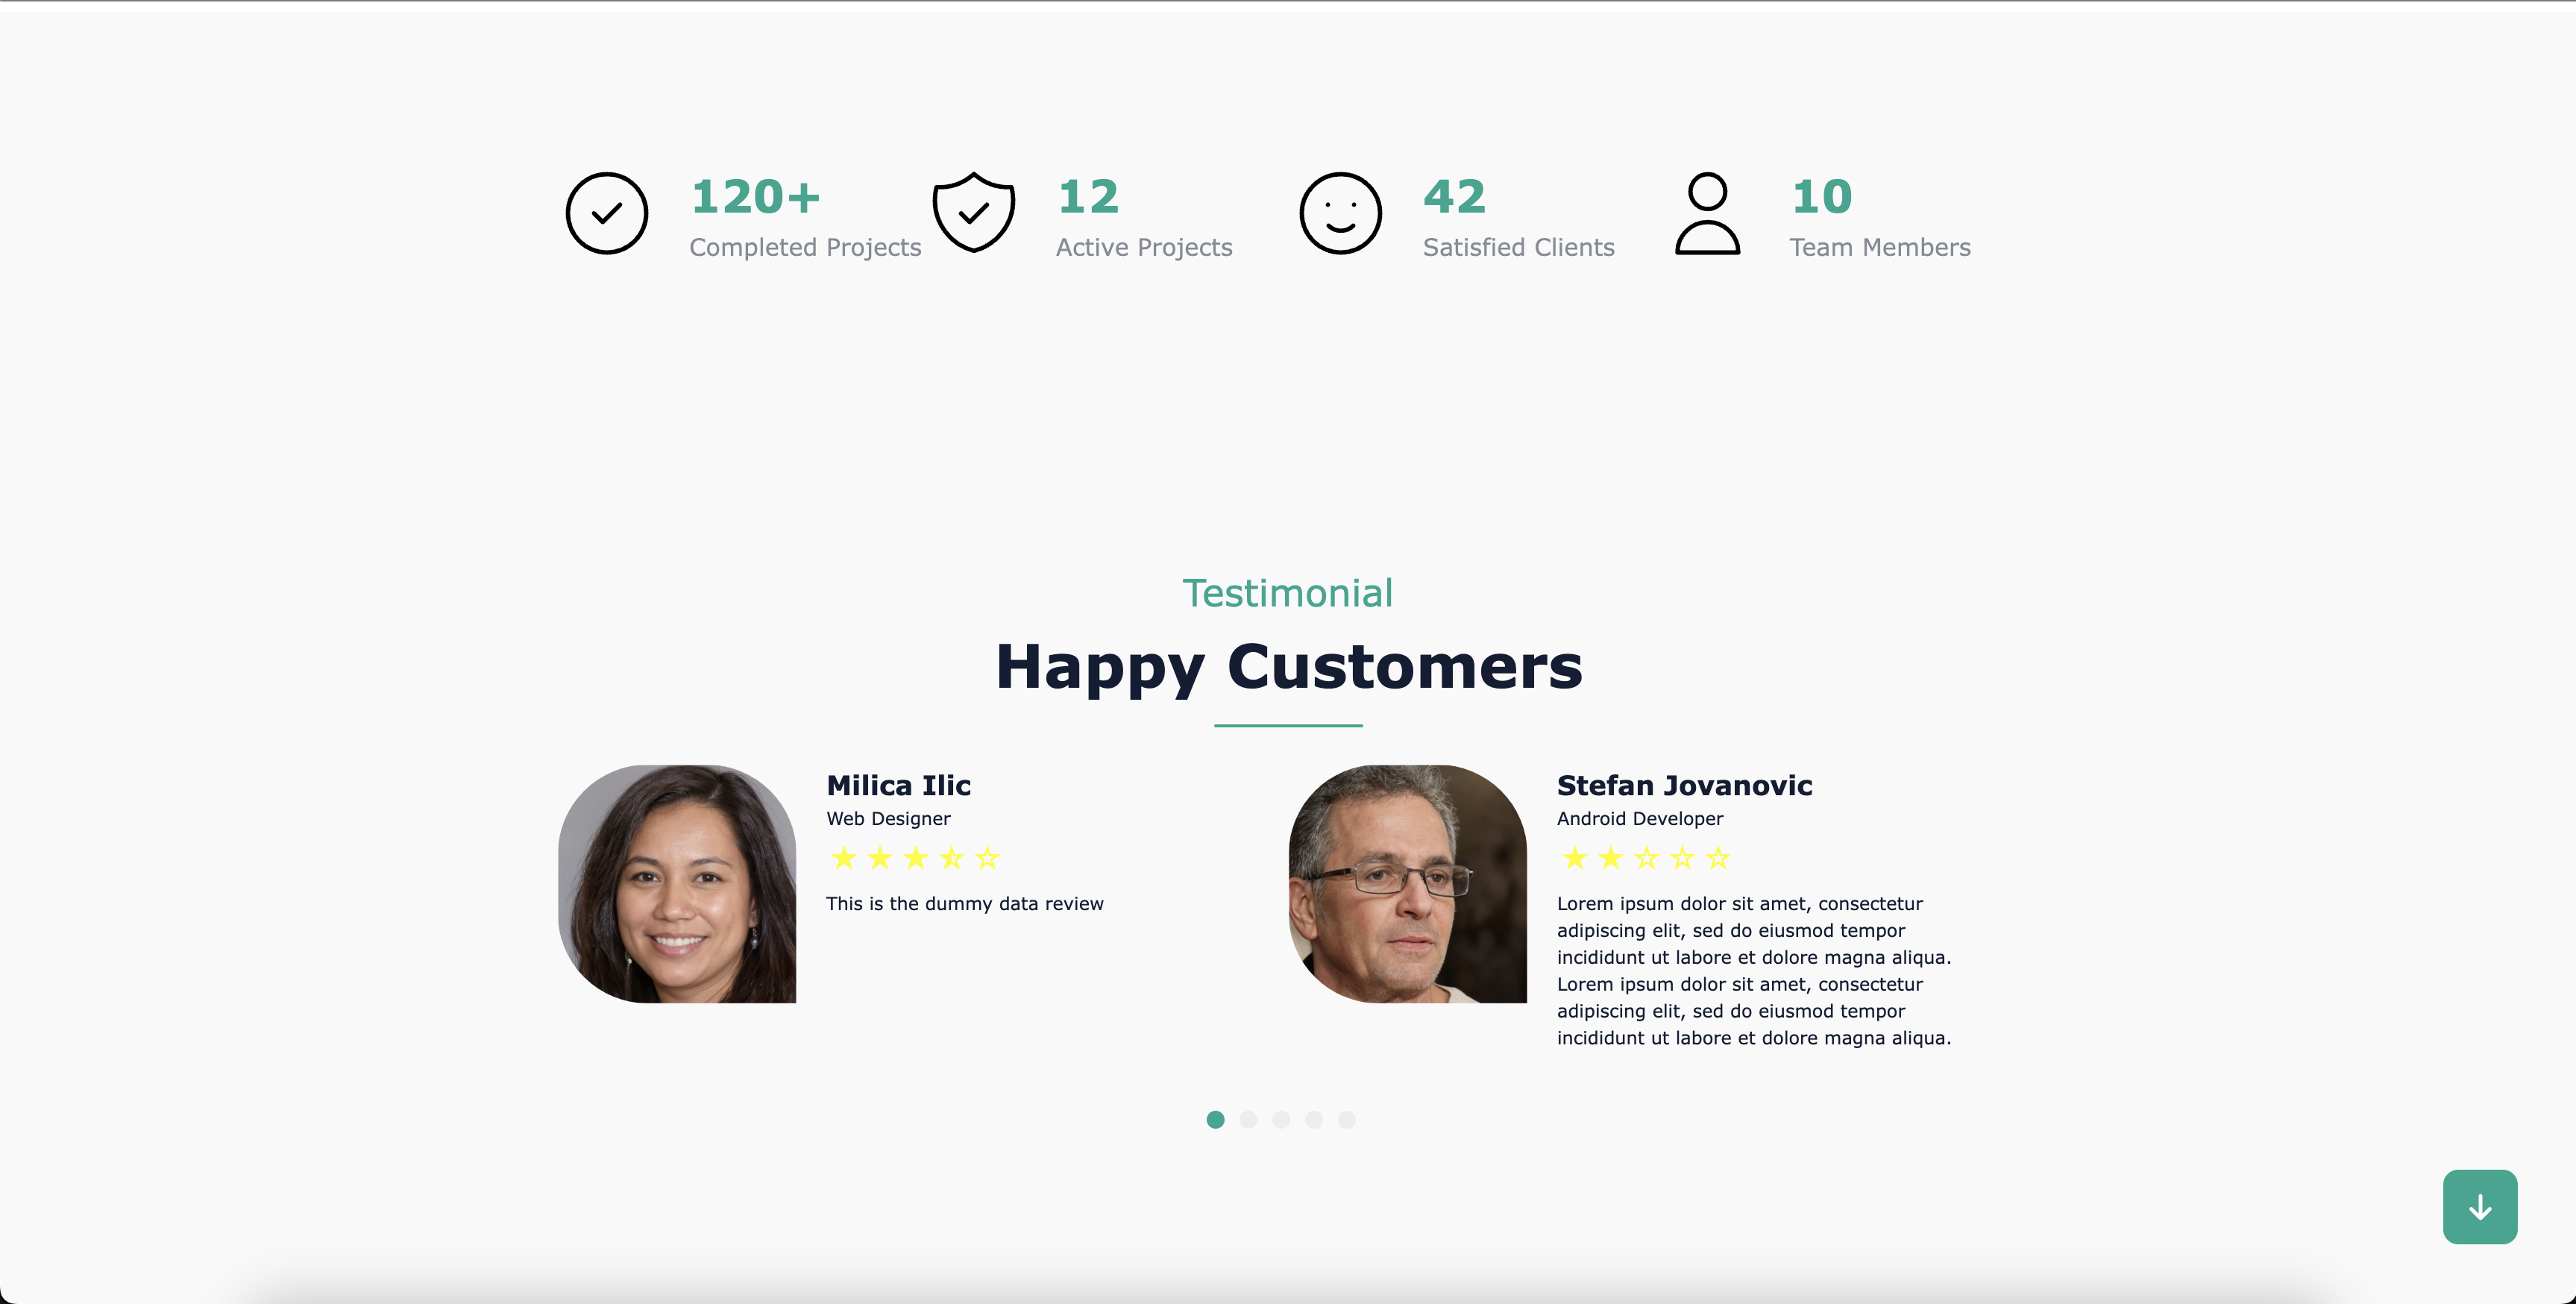 120+
Completed Projects
12
Active Projects
42
Satisfied Clients
10
Team Members
Testimonial
Happy Customers
Milica Ilic
Web Designer
This is the dummy data review
Stefan Jovanovic
Android Developer
Lorem ipsum dolor sit amet, consectetur
adipiscing elit, sed do eiusmod tempor
incididunt ut labore et dolore magna aliqua.
Lorem ipsum dolor sit amet, consectetur
adipiscing elit, sed do eiusmod tempor
incididunt ut labore et dolore magna aliqua.